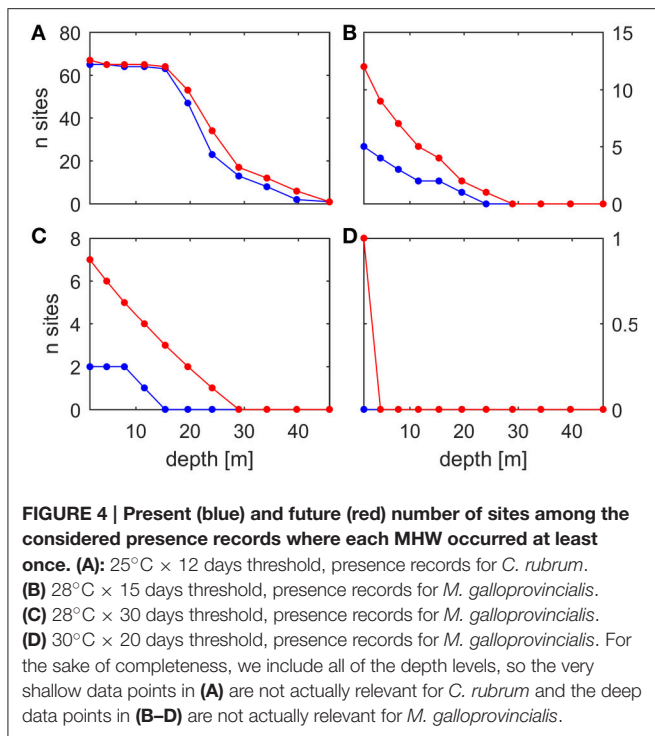 A
B
80
60
40
20
0
n sites
15
10
5
0
C
D
8
6
4
2
0
n sites
1
0.5
0
10 20 30 40
10 20 30 40
depth [m]
depth [m]
FIGURE 4 | Present (blue) and future (red) number of sites among the
considered presence records where each MHW occurred at least
once. (A): 25°C × 12 days threshold, presence records for C. rubrum.
(B) 28°C × 15 days threshold, presence records for M. galloprovincialis.
(C) 28°C × 30 days threshold, presence records for M. galloprovincialis.
(D) 30°C × 20 days threshold, presence records for M. galloprovincialis. For
the sake of completeness, we include all of the depth levels, so the very
shallow data points in (A) are not actually relevant for C. rubrum and the deep
data points in (B–D) are not actually relevant for M. galloprovincialis.